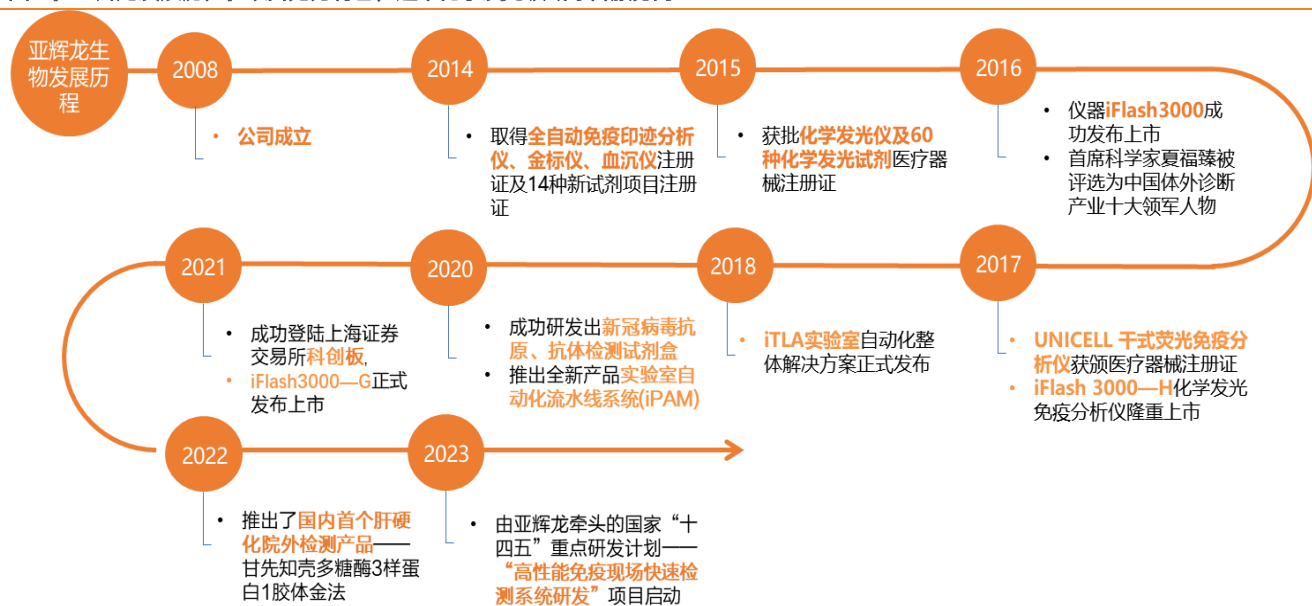 亚辉龙生
物发展历
程
2008
公司成立
2014
取得全自动免疫印迹分析
仪、金标仪、血沉仪注册
证及14种新试剂项目注册
证
2015
获批化学发光仪及60
种化学发光试剂医疗器
械注册证
2016
仪器iFlash3000成
功发布上市
首席科学家夏福臻被
评选为中国体外诊断
产业十大领军人物
2017
UNICELL 干式荧光免疫分
析仪获颁医疗器械注册证
iFlash 3000—H化学发光
免疫分析仪隆重上市
2018
iTLA实验室自动化整
体解决方案正式发布
2020
成功研发出新冠病毒抗
原、抗体检测试剂盒
推出全新产品实验室自
动化流水线系统(iPAM)
2021
成功登陆上海证券
交易所科创板,
iFlash3000—G正式
发布上市
2022
推出了国内首个肝硬
化院外检测产品——
甘先知壳多糖酶3样蛋
白1胶体金法
2023
由亚辉龙牵头的国家“十
四五”重点研发计划——
“高性能免疫现场快速检
测系统研发”项目启动